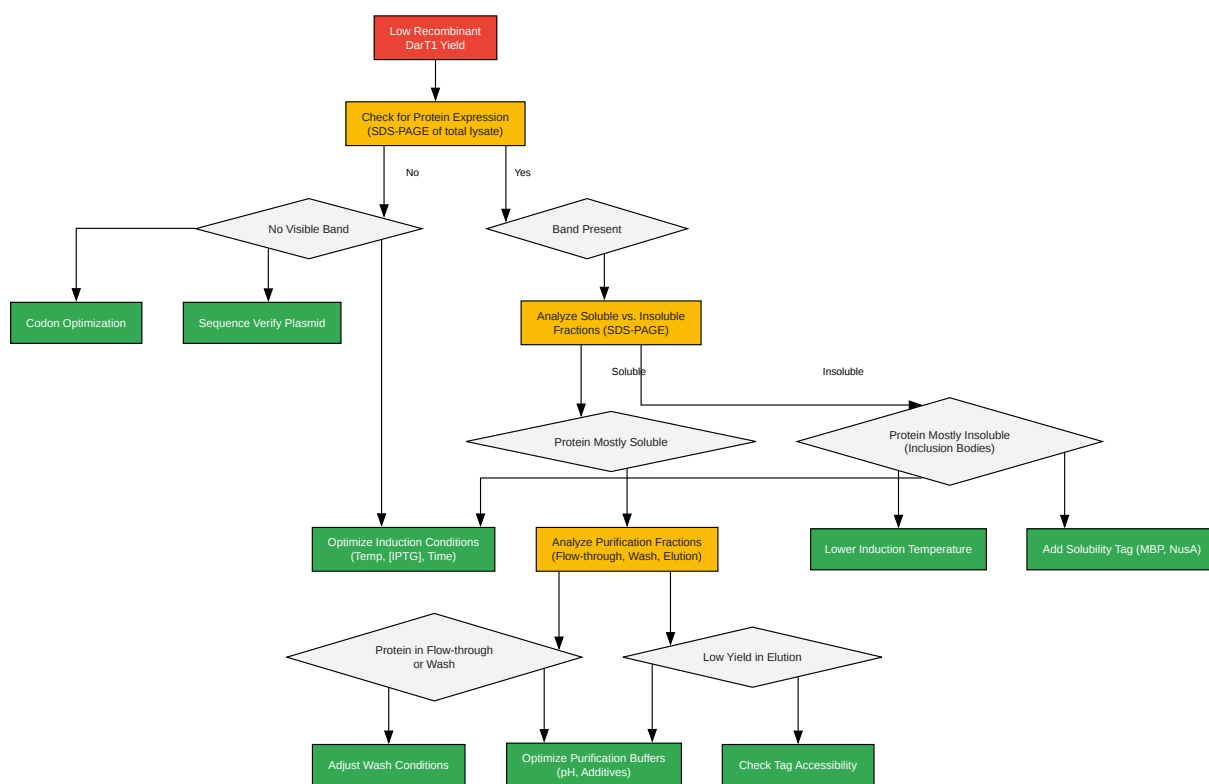 Low Recombinant
DarT1 Yield
Check for Protein Expression
(SDS-PAGE of total lysate)
No
Yes
No Visible Band
Band Present
Codon Optimization
Sequence Verify Plasmid
Analyze Soluble vs. Insoluble
Fractions (SDS-PAGE)
Soluble
Insoluble
Protein Mostly Soluble
Protein Mostly Insoluble
(Inclusion Bodies)
Optimize Induction Conditions
(Temp, [IPTG], Time)
Analyze Purification Fractions
(Flow-through, Wash, Elution)
Lower Induction Temperature
Add Solubility Tag (MBP, NusA)
Protein in Flow-through
or Wash
Low Yield in Elution
Adjust Wash Conditions
Optimize Purification Buffers
(pH, Additives)
Check Tag Accessibility